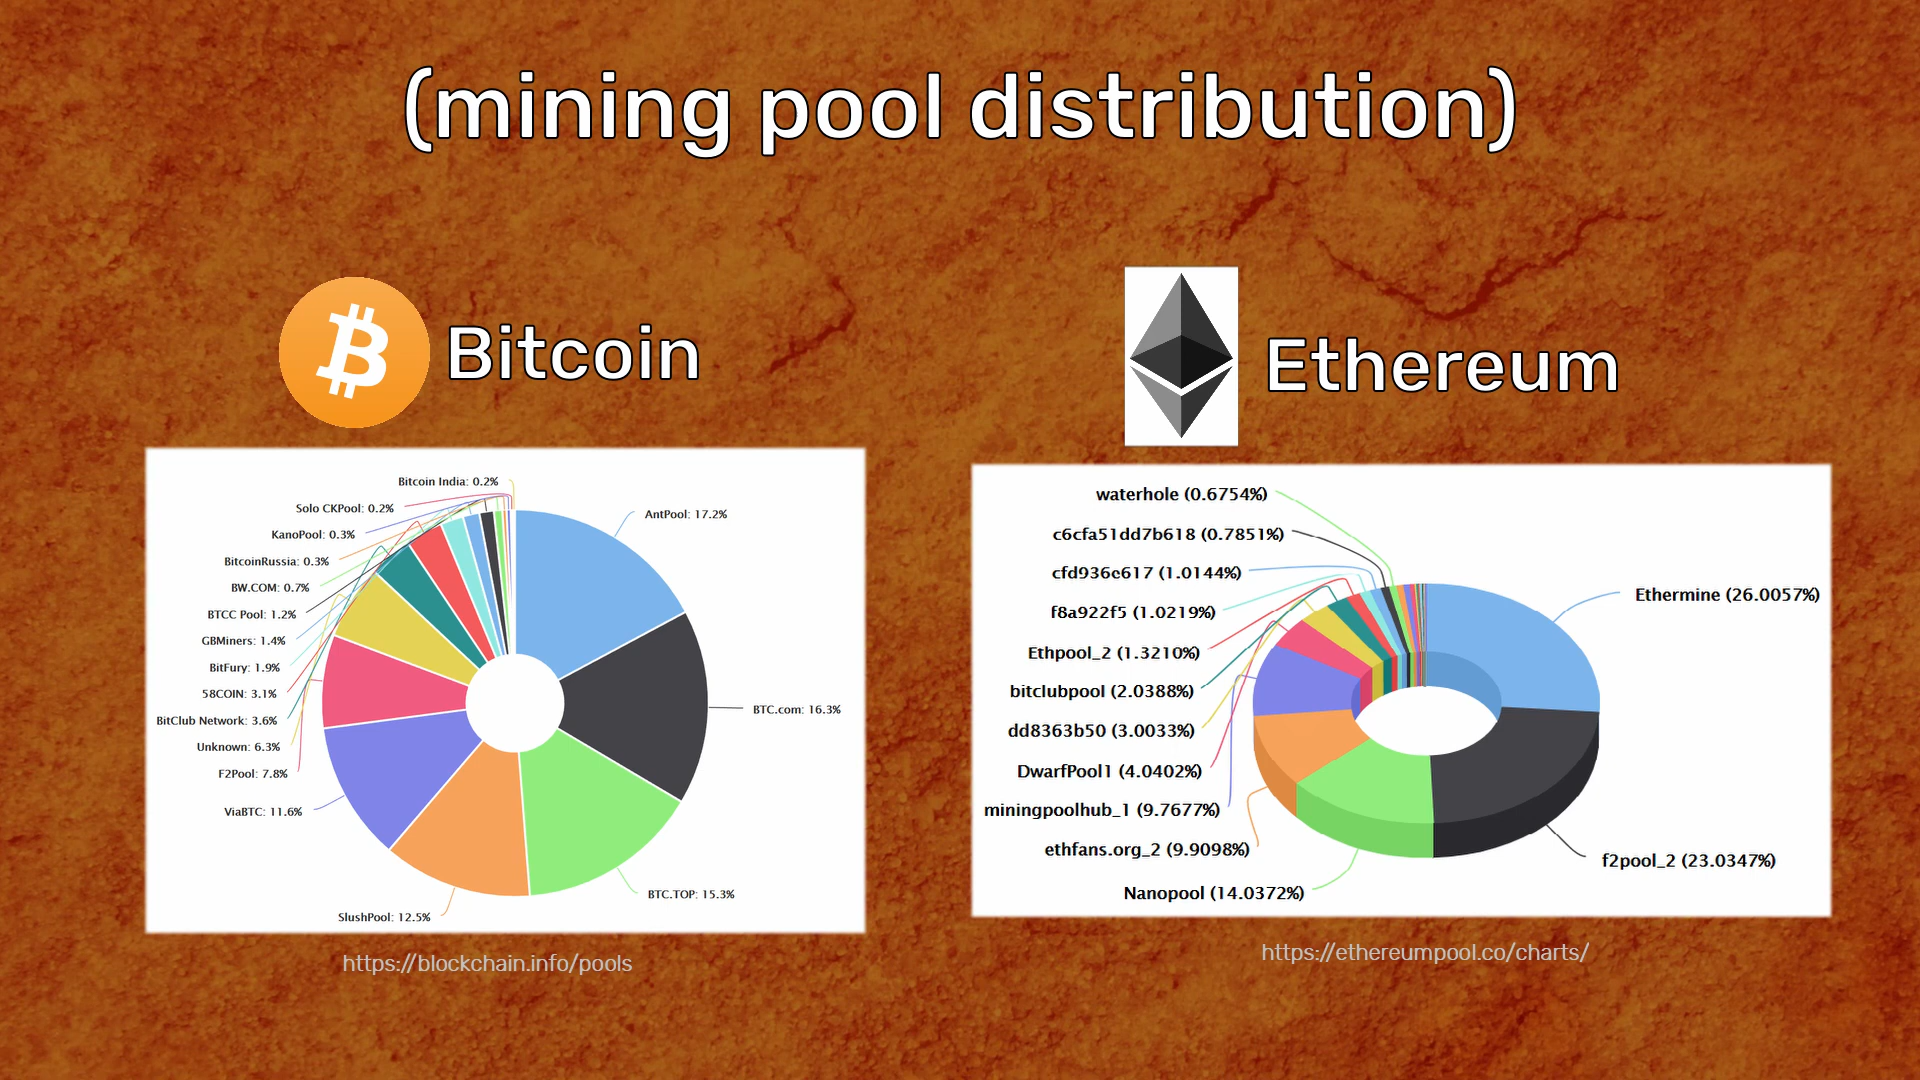 (mining pool distribution)
Bitcoin
Bitcoin India: 0.2%
Solo CKPool: 0.2%
KanoPool: 0.3%
BitcoinRussia: 0.3%
BW.COM: 0.7%
BTCC Pool: 1.2%
GBMiners: 1.4%
BitFury: 1.9%
58COIN: 3.1%
BitClub Network: 3.6%
Unknown: 6.3%
F2Pool: 7.8%
ViaBTC: 11.6%
SlushPool: 12.5%
AntPool: 17.2%
BTC.com: 16.3%
BTC.TOP: 15.3%
https://blockchain.info/pools
Ethereum
waterhole (0.6754%)
c6cfa51dd7b618 (0.7851%)
cfd936e617 (1.0144%)
f8a922f5 (1.0219%)
Ethpool_2 (1.3210%)
bitclubpool (2.0388%)
dd8363b50 (3.0033%)
DwarfPool1 (4.0402%)
miningpoolhub_1 (9.7677%)
ethfans.org_2 (9.9098%)
Nanopool (14.0372%)
Ethermine (26.0057%)
f2pool_2 (23.0347%)
https://ethereumpool.co/charts/